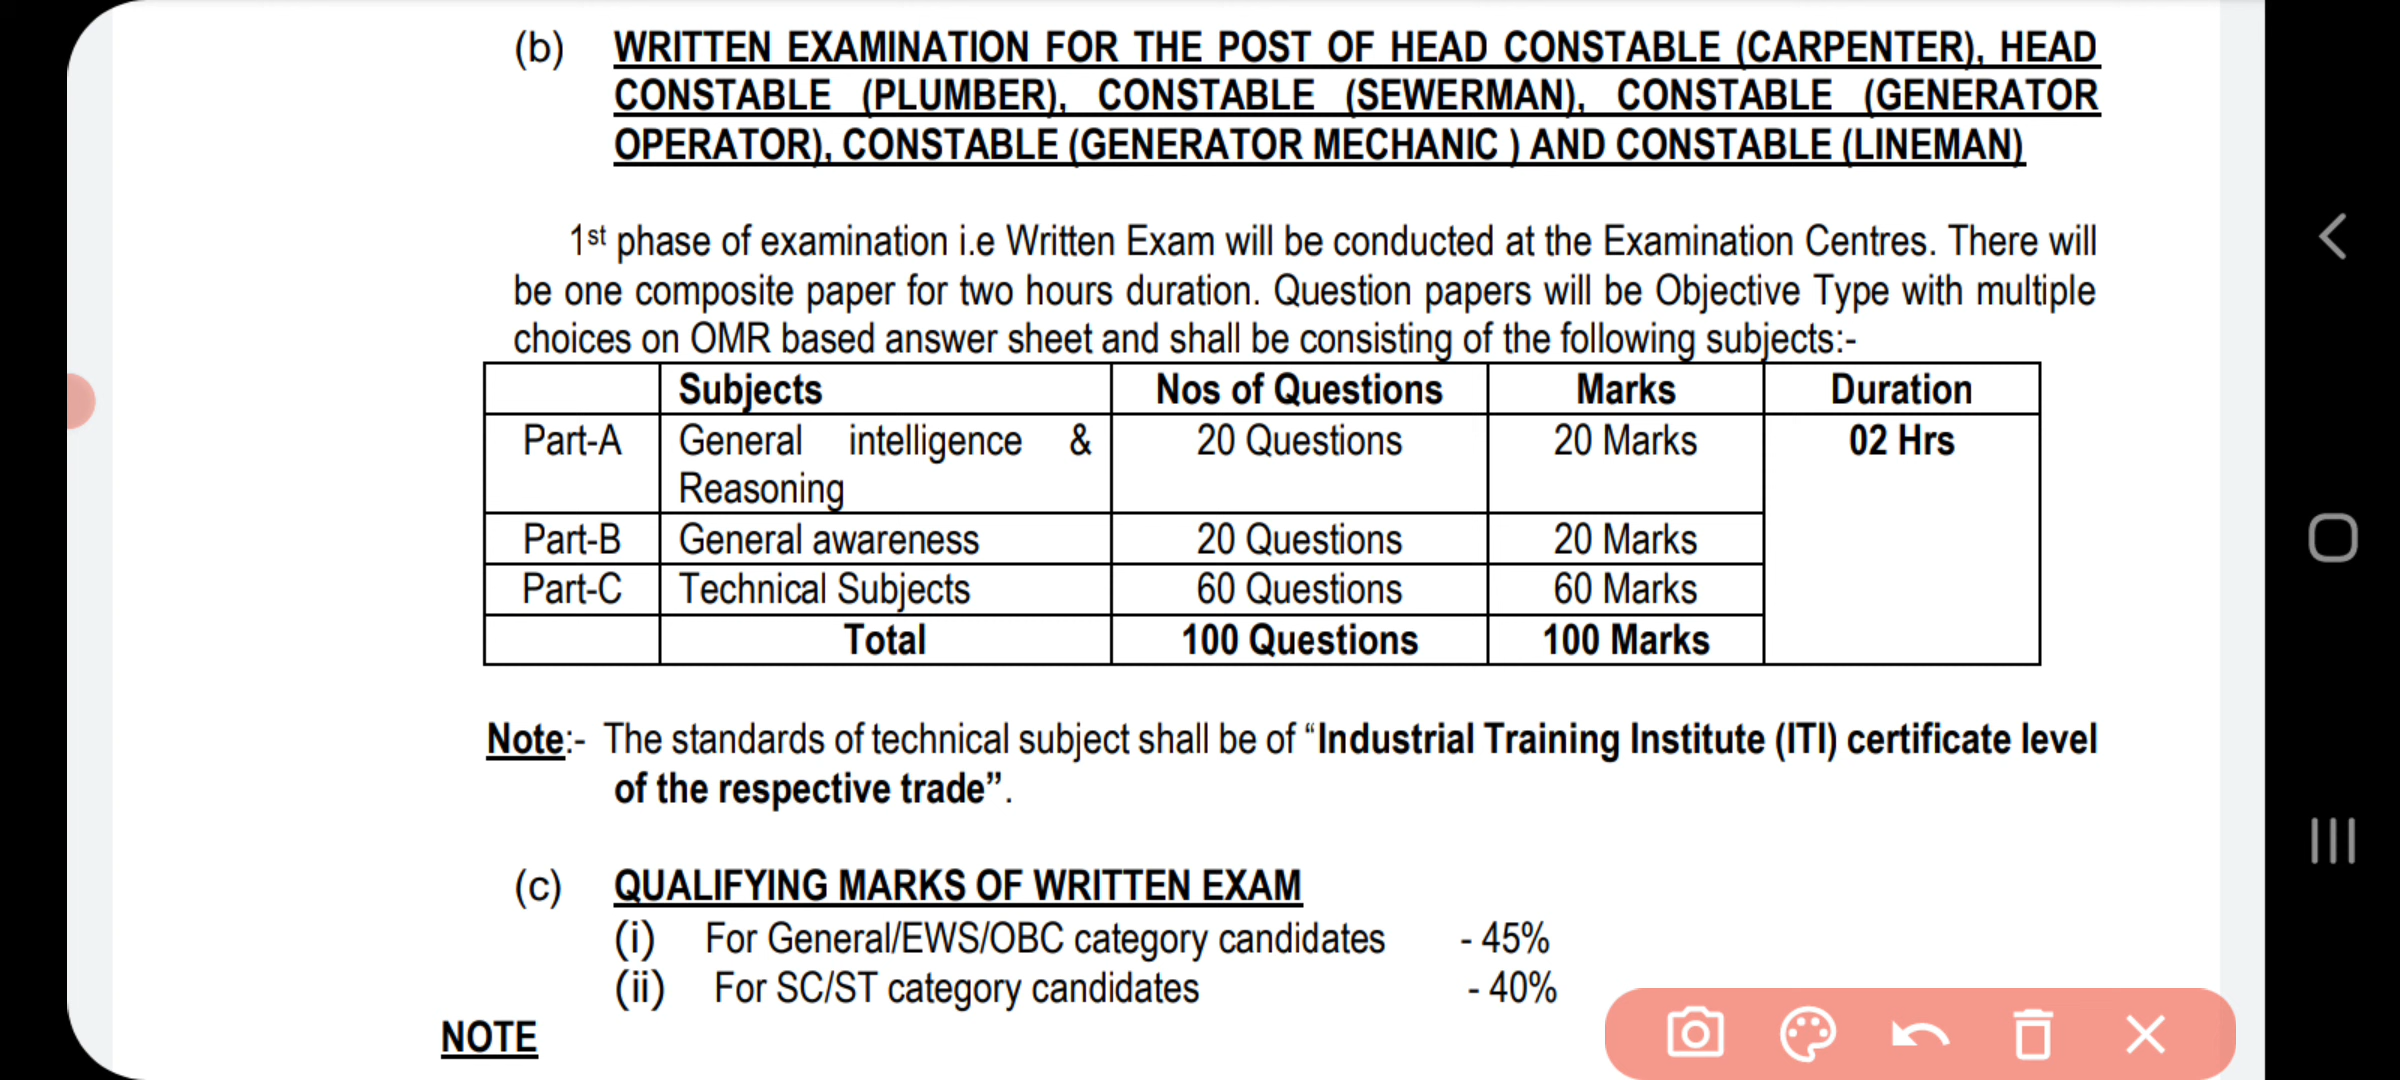 (b) WRITTEN EXAMINATION FOR THE POST OF HEAD CONSTABLE (CARPENTER), HEAD
CONSTABLE (PLUMBER), CONSTABLE (SEWERMAN), CONSTABLE (GENERATOR
OPERATOR), CONSTABLE (GENERATOR MECHANIC ) AND CONSTABLE (LINEMAN)
1st phase of examination i.e Written Exam will be conducted at the Examination Centres. There will
be one composite paper for two hours duration. Question papers will be Objective Type with multiple
choices on OMR based answer sheet and shall be consisting of the following subjects:-
Subjects Nos of Questions Marks Duration
Part-A General intelligence & 20 Questions 20 Marks 02 Hrs
Reasoning
Part-B General awareness 20 Questions 20 Marks
Part-C Technical Subjects 60 Questions 60 Marks
Total 100 Questions 100 Marks
Note:- The standards of technical subject shall be of “Industrial Training Institute (ITI) certificate level
of the respective trade”.
(c) QUALIFYING MARKS OF WRITTEN EXAM
(i) For General/EWS/OBC category candidates - 45%
(ii) For SC/ST category candidates - 40%
NOTE